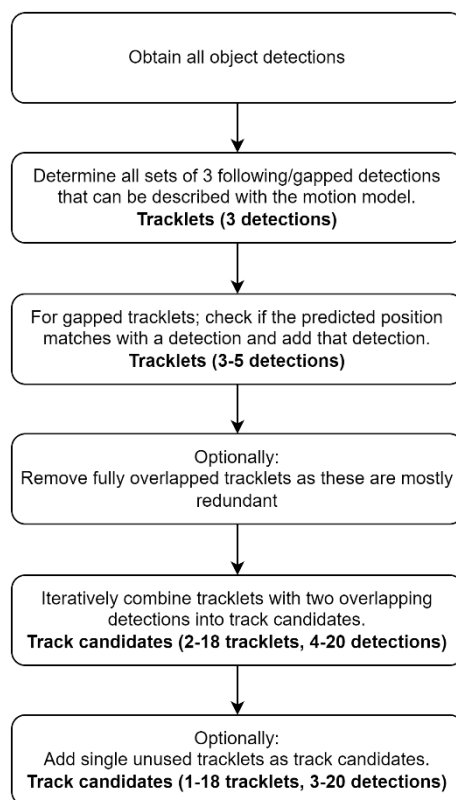 Obtain all object detections
Determine all sets of 3 following/gapped detections
that can be described with the motion model.
Tracklets (3 detections)
For gapped tracklets; check if the predicted position
matches with a detection and add that detection.
Tracklets (3-5 detections)
Optionally:
Remove fully overlapped tracklets as these are mostly
redundant
Iteratively combine tracklets with two overlapping
detections into track candidates.
Track candidates (2-18 tracklets, 4-20 detections)
Optionally:
Add single unused tracklets as track candidates.
Track candidates (1-18 tracklets, 3-20 detections)